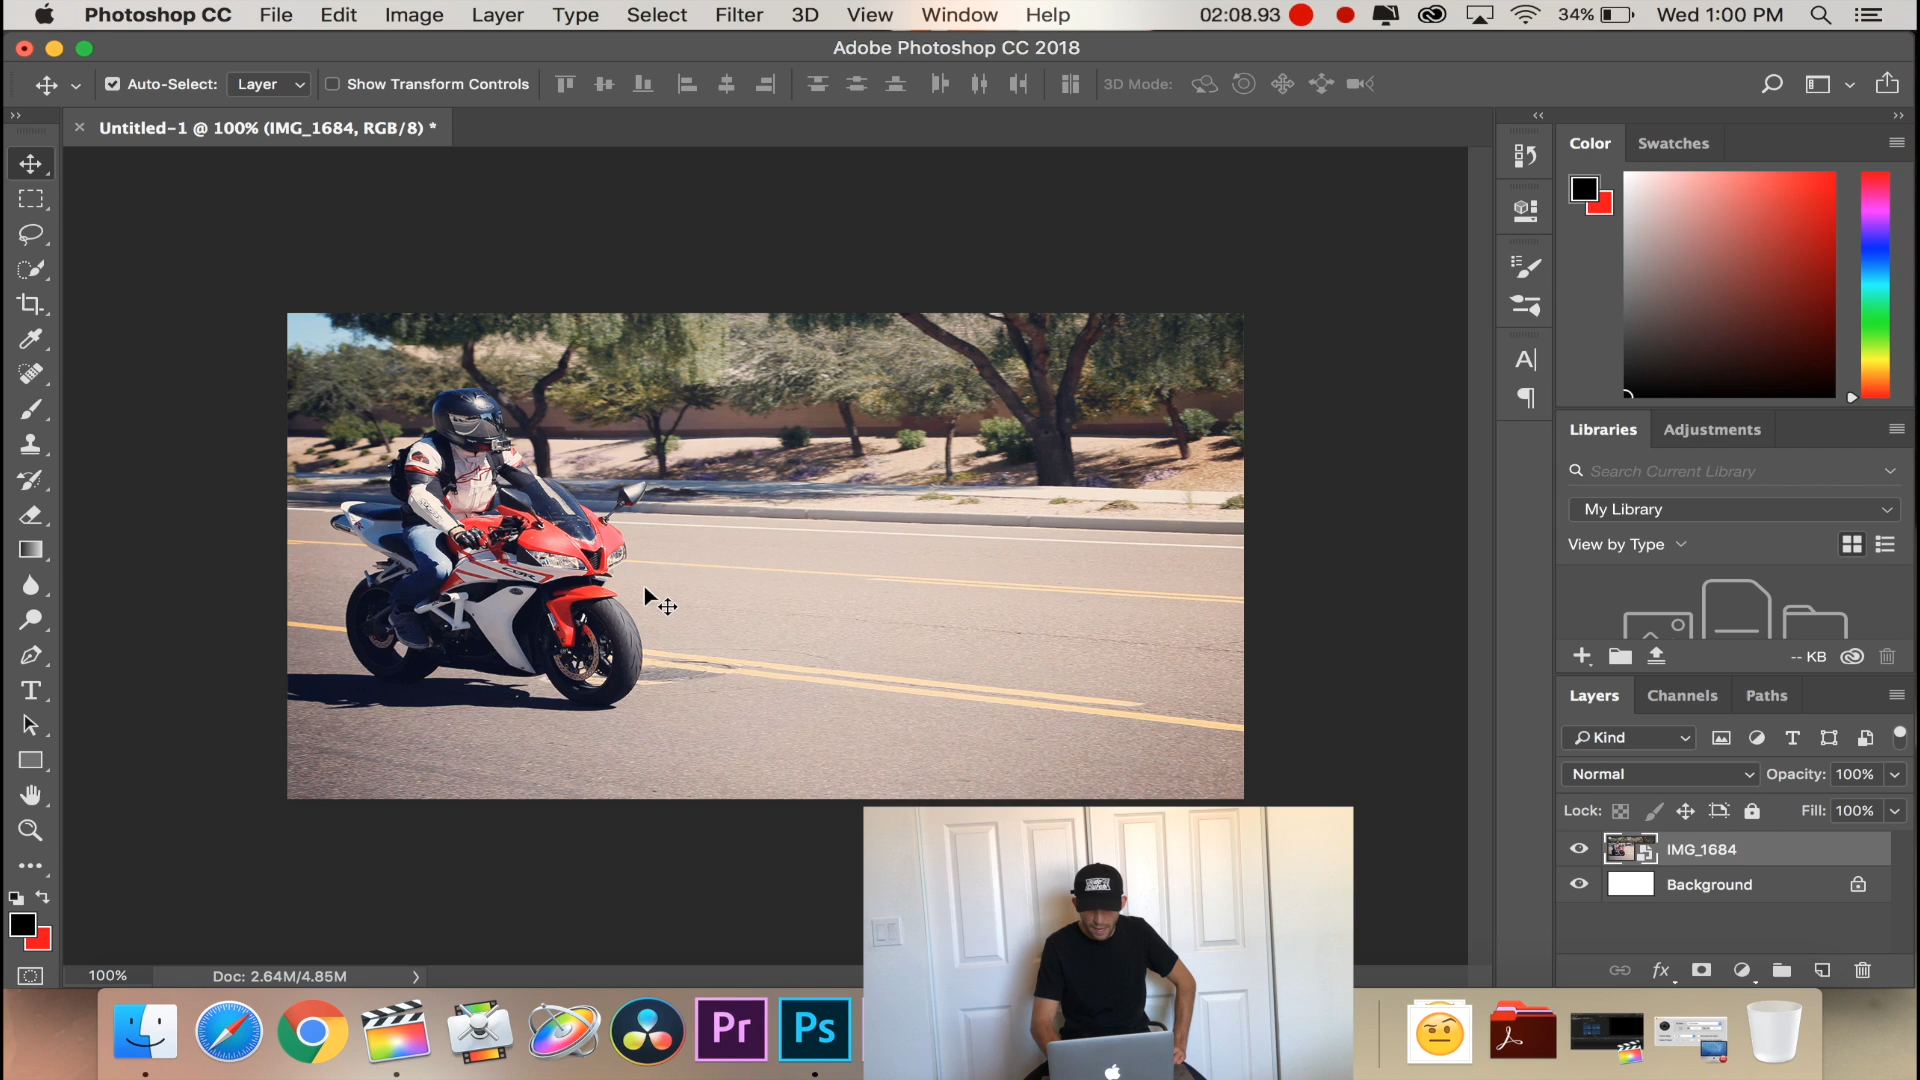 Photoshop CC File Edit Image Layer Type Select Filter 3D View Window Help 02:08.93 34% Wed 1:00 PM
Adobe Photoshop CC 2018
Auto-Select: Layer Show Transform Controls 3D Mode:
Untitled-1 @ 100% (IMG_1684, RGB/8) *
Color Swatches
Libraries Adjustments
Search Current Library
My Library
View by Type
-- KB
Layers Channels Paths
Kind
Normal Opacity: 100%
Lock: Fill: 100%
IMG_1684
Background
fx
100% Doc: 2.64M/4.85M
Pr Ps